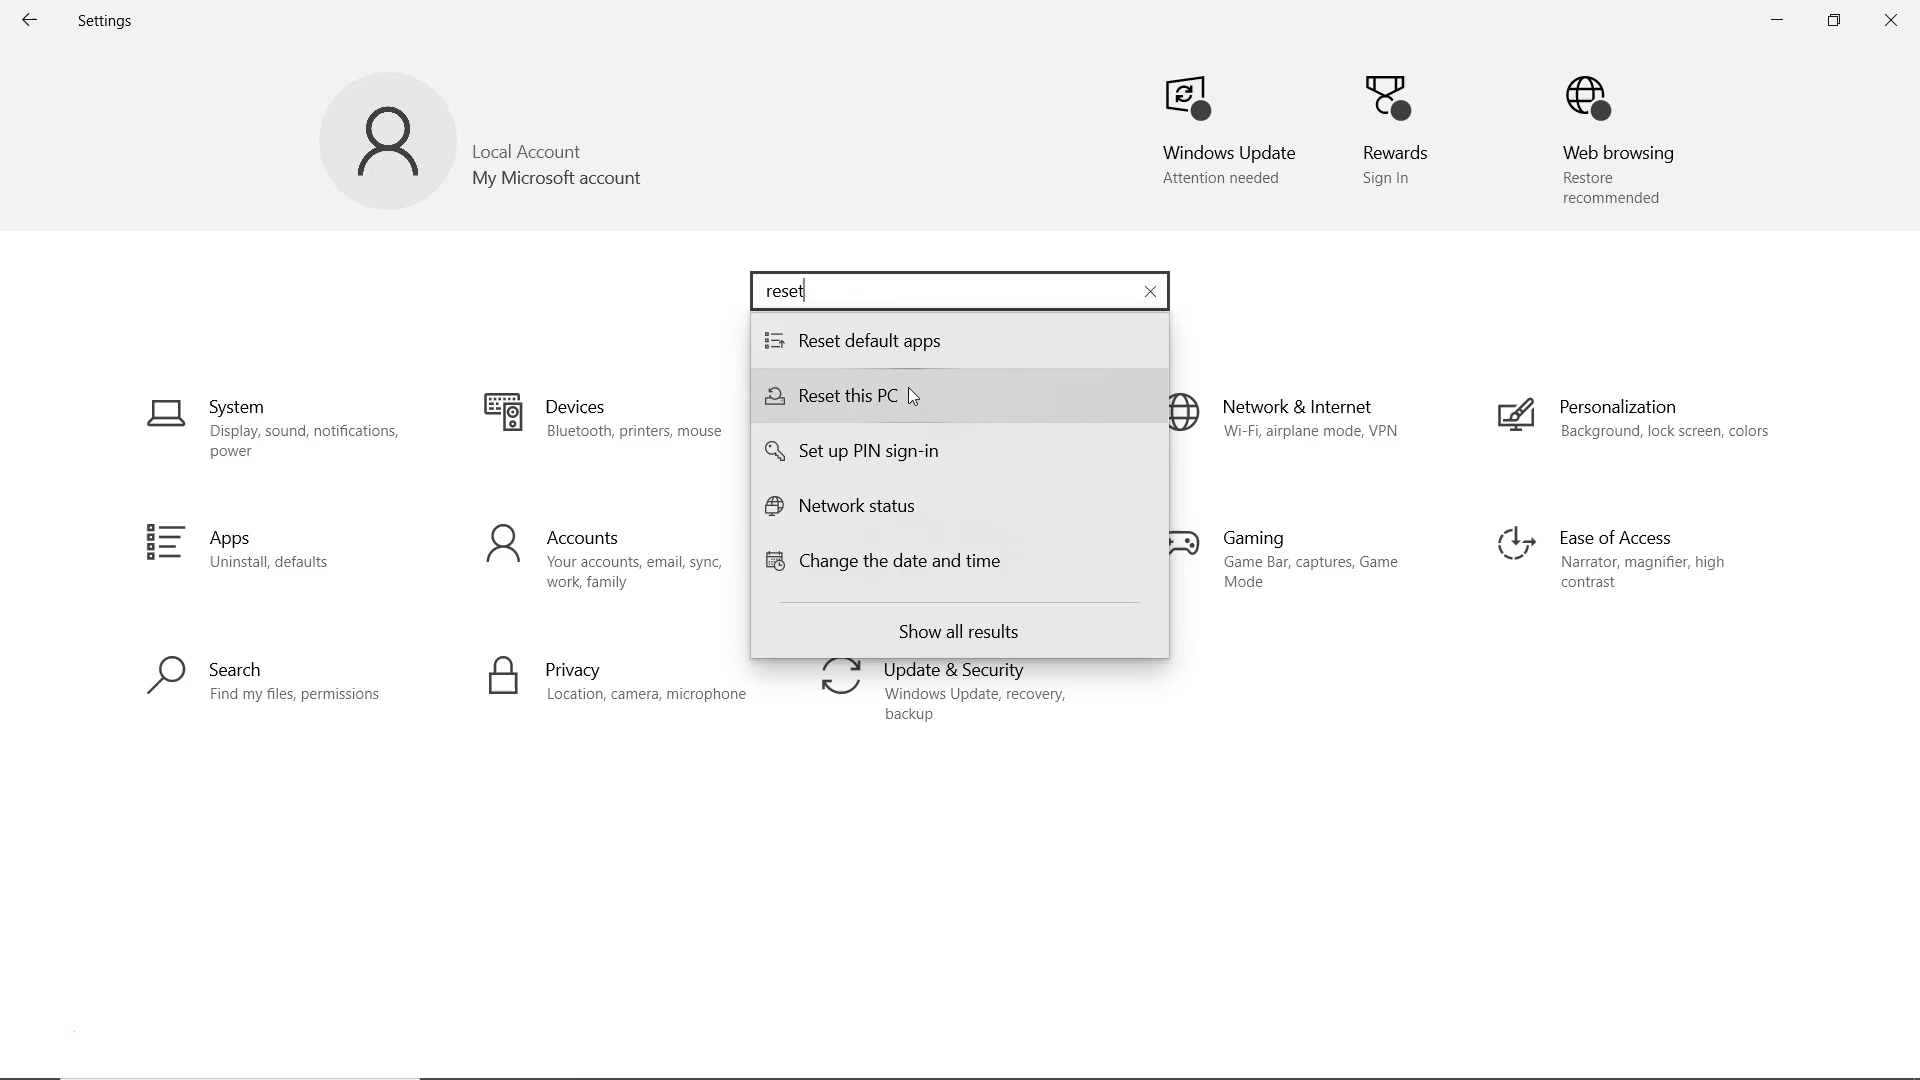 Settings
Local Account
My Microsoft account
Windows Update
Attention needed
Rewards
Sign In
Web browsing
Restore
recommended
reset
Reset default apps
Reset this PC
Set up PIN sign-in
Network status
Change the date and time
Show all results
System
Display, sound, notifications,
power
Devices
Bluetooth, printers, mouse
Network & Internet
Wi-Fi, airplane mode, VPN
Personalization
Background, lock screen, colors
Apps
Uninstall, defaults
Accounts
Your accounts, email, sync,
work, family
Gaming
Game Bar, captures, Game
Mode
Ease of Access
Narrator, magnifier, high
contrast
Search
Find my files, permissions
Privacy
Location, camera, microphone
Update & Security
Windows Update, recovery,
backup